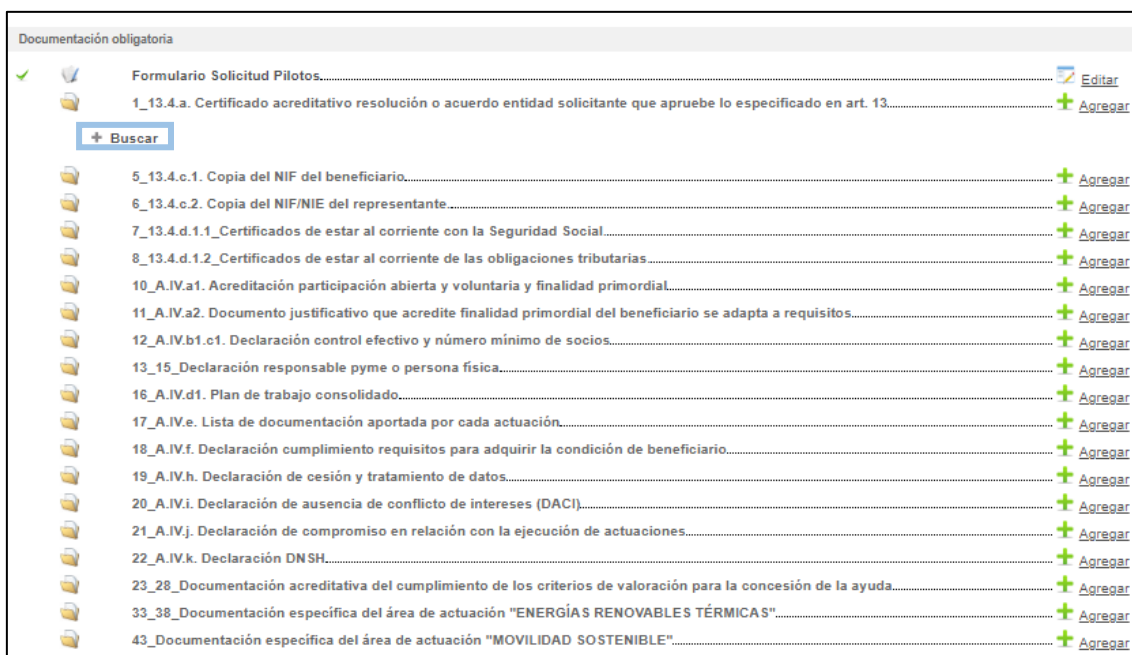 Documentación obligatoria
Formulario Solicitud Pilotos Editar
1_13.4.a. Certificado acreditativo resolución o acuerdo entidad solicitante que apruebe lo especificado en art. 13 Agregar
+ Buscar
5_13.4.c.1. Copia del NIF del beneficiario Agregar
6_13.4.c.2. Copia del NIF/NIE del representante Agregar
7_13.4.d.1.1_Certificados de estar al corriente con la Seguridad Social Agregar
8_13.4.d.1.2_Certificados de estar al corriente de las obligaciones tributarias Agregar
10_A.IV.a1. Acreditación participación abierta y voluntaria y finalidad primordial Agregar
11_A.IV.a2. Documento justificativo que acredite finalidad primordial del beneficiario se adapta a requisitos Agregar
12_A.IV.b1.c1. Declaración control efectivo y número mínimo de socios Agregar
13_15_Declaración responsable pyme o persona física Agregar
16_A.IV.d1. Plan de trabajo consolidado Agregar
17_A.IV.e. Lista de documentación aportada por cada actuación Agregar
18_A.IV.f. Declaración cumplimiento requisitos para adquirir la condición de beneficiario Agregar
19_A.IV.h. Declaración de cesión y tratamiento de datos Agregar
20_A.IV.i. Declaración de ausencia de conflicto de intereses (DACI) Agregar
21_A.IV.j. Declaración de compromiso en relación con la ejecución de actuaciones Agregar
22_A.IV.k. Declaración DNSH Agregar
23_28_Documentación acreditativa del cumplimiento de los criterios de valoración para la concesión de la ayuda Agregar
33_38_Documentación específica del área de actuación "ENERGÍAS RENOVABLES TÉRMICAS" Agregar
43_Documentación específica del área de actuación "MOVILIDAD SOSTENIBLE" Agregar